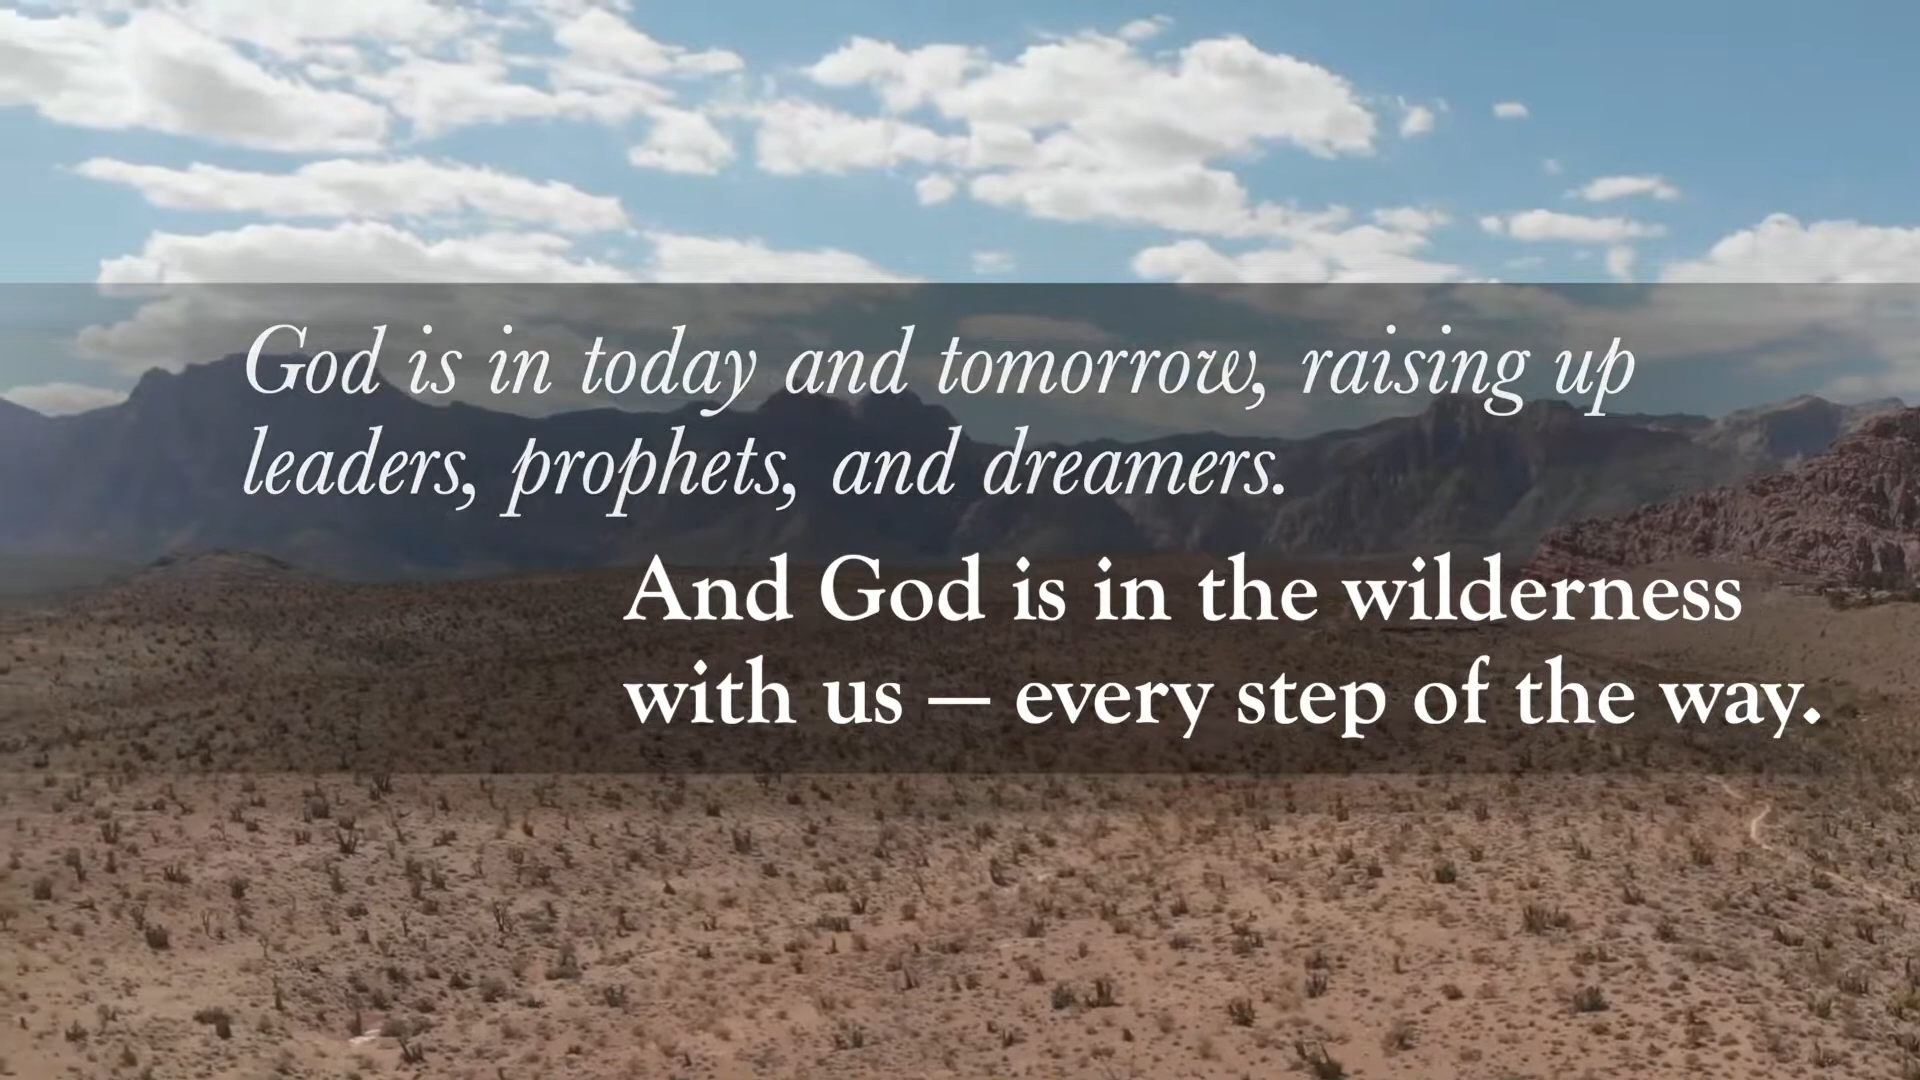 God is in today and tomorrow, raising up
leaders, prophets, and dreamers.
And God is in the wilderness
with us — every step of the way.